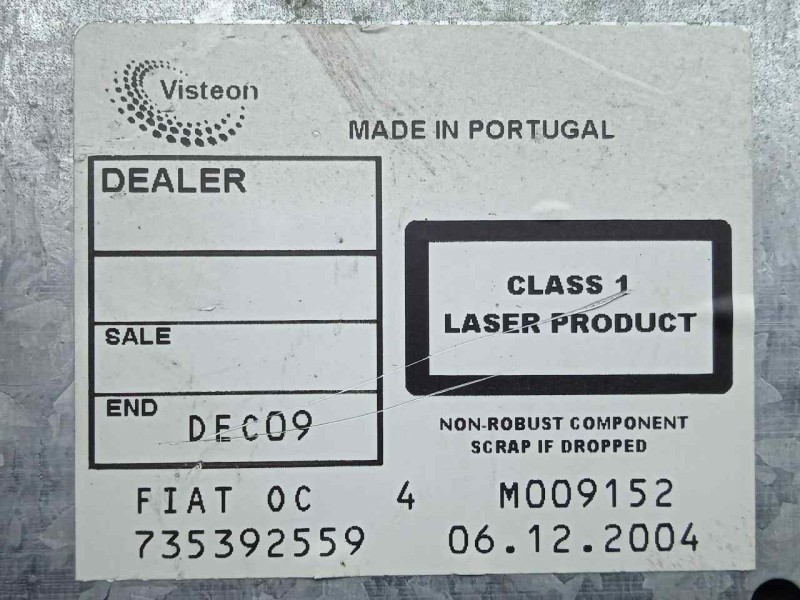 Visteon
MADE IN PORTUGAL
DEALER
CLASS 1
LASER PRODUCT
SALE
END
DEC09
NON-ROBUST COMPONENT
SCRAP IF DROPPED
FIAT OC 4 M009152
735392559 06.12.2004